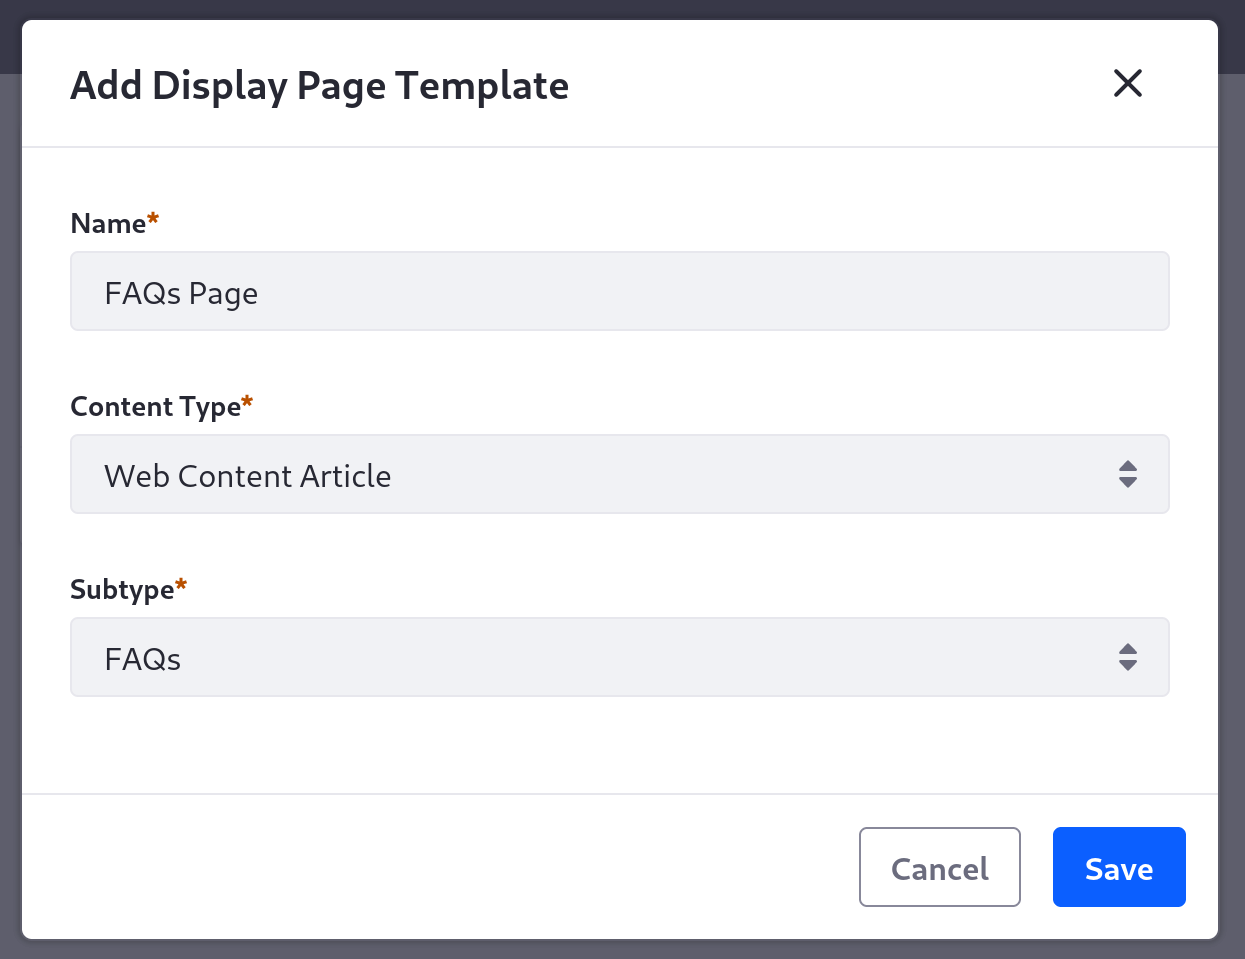 Add Display Page Template
Name*
FAQs Page
Content Type*
Web Content Article
Subtype*
FAQs
Cancel
Save